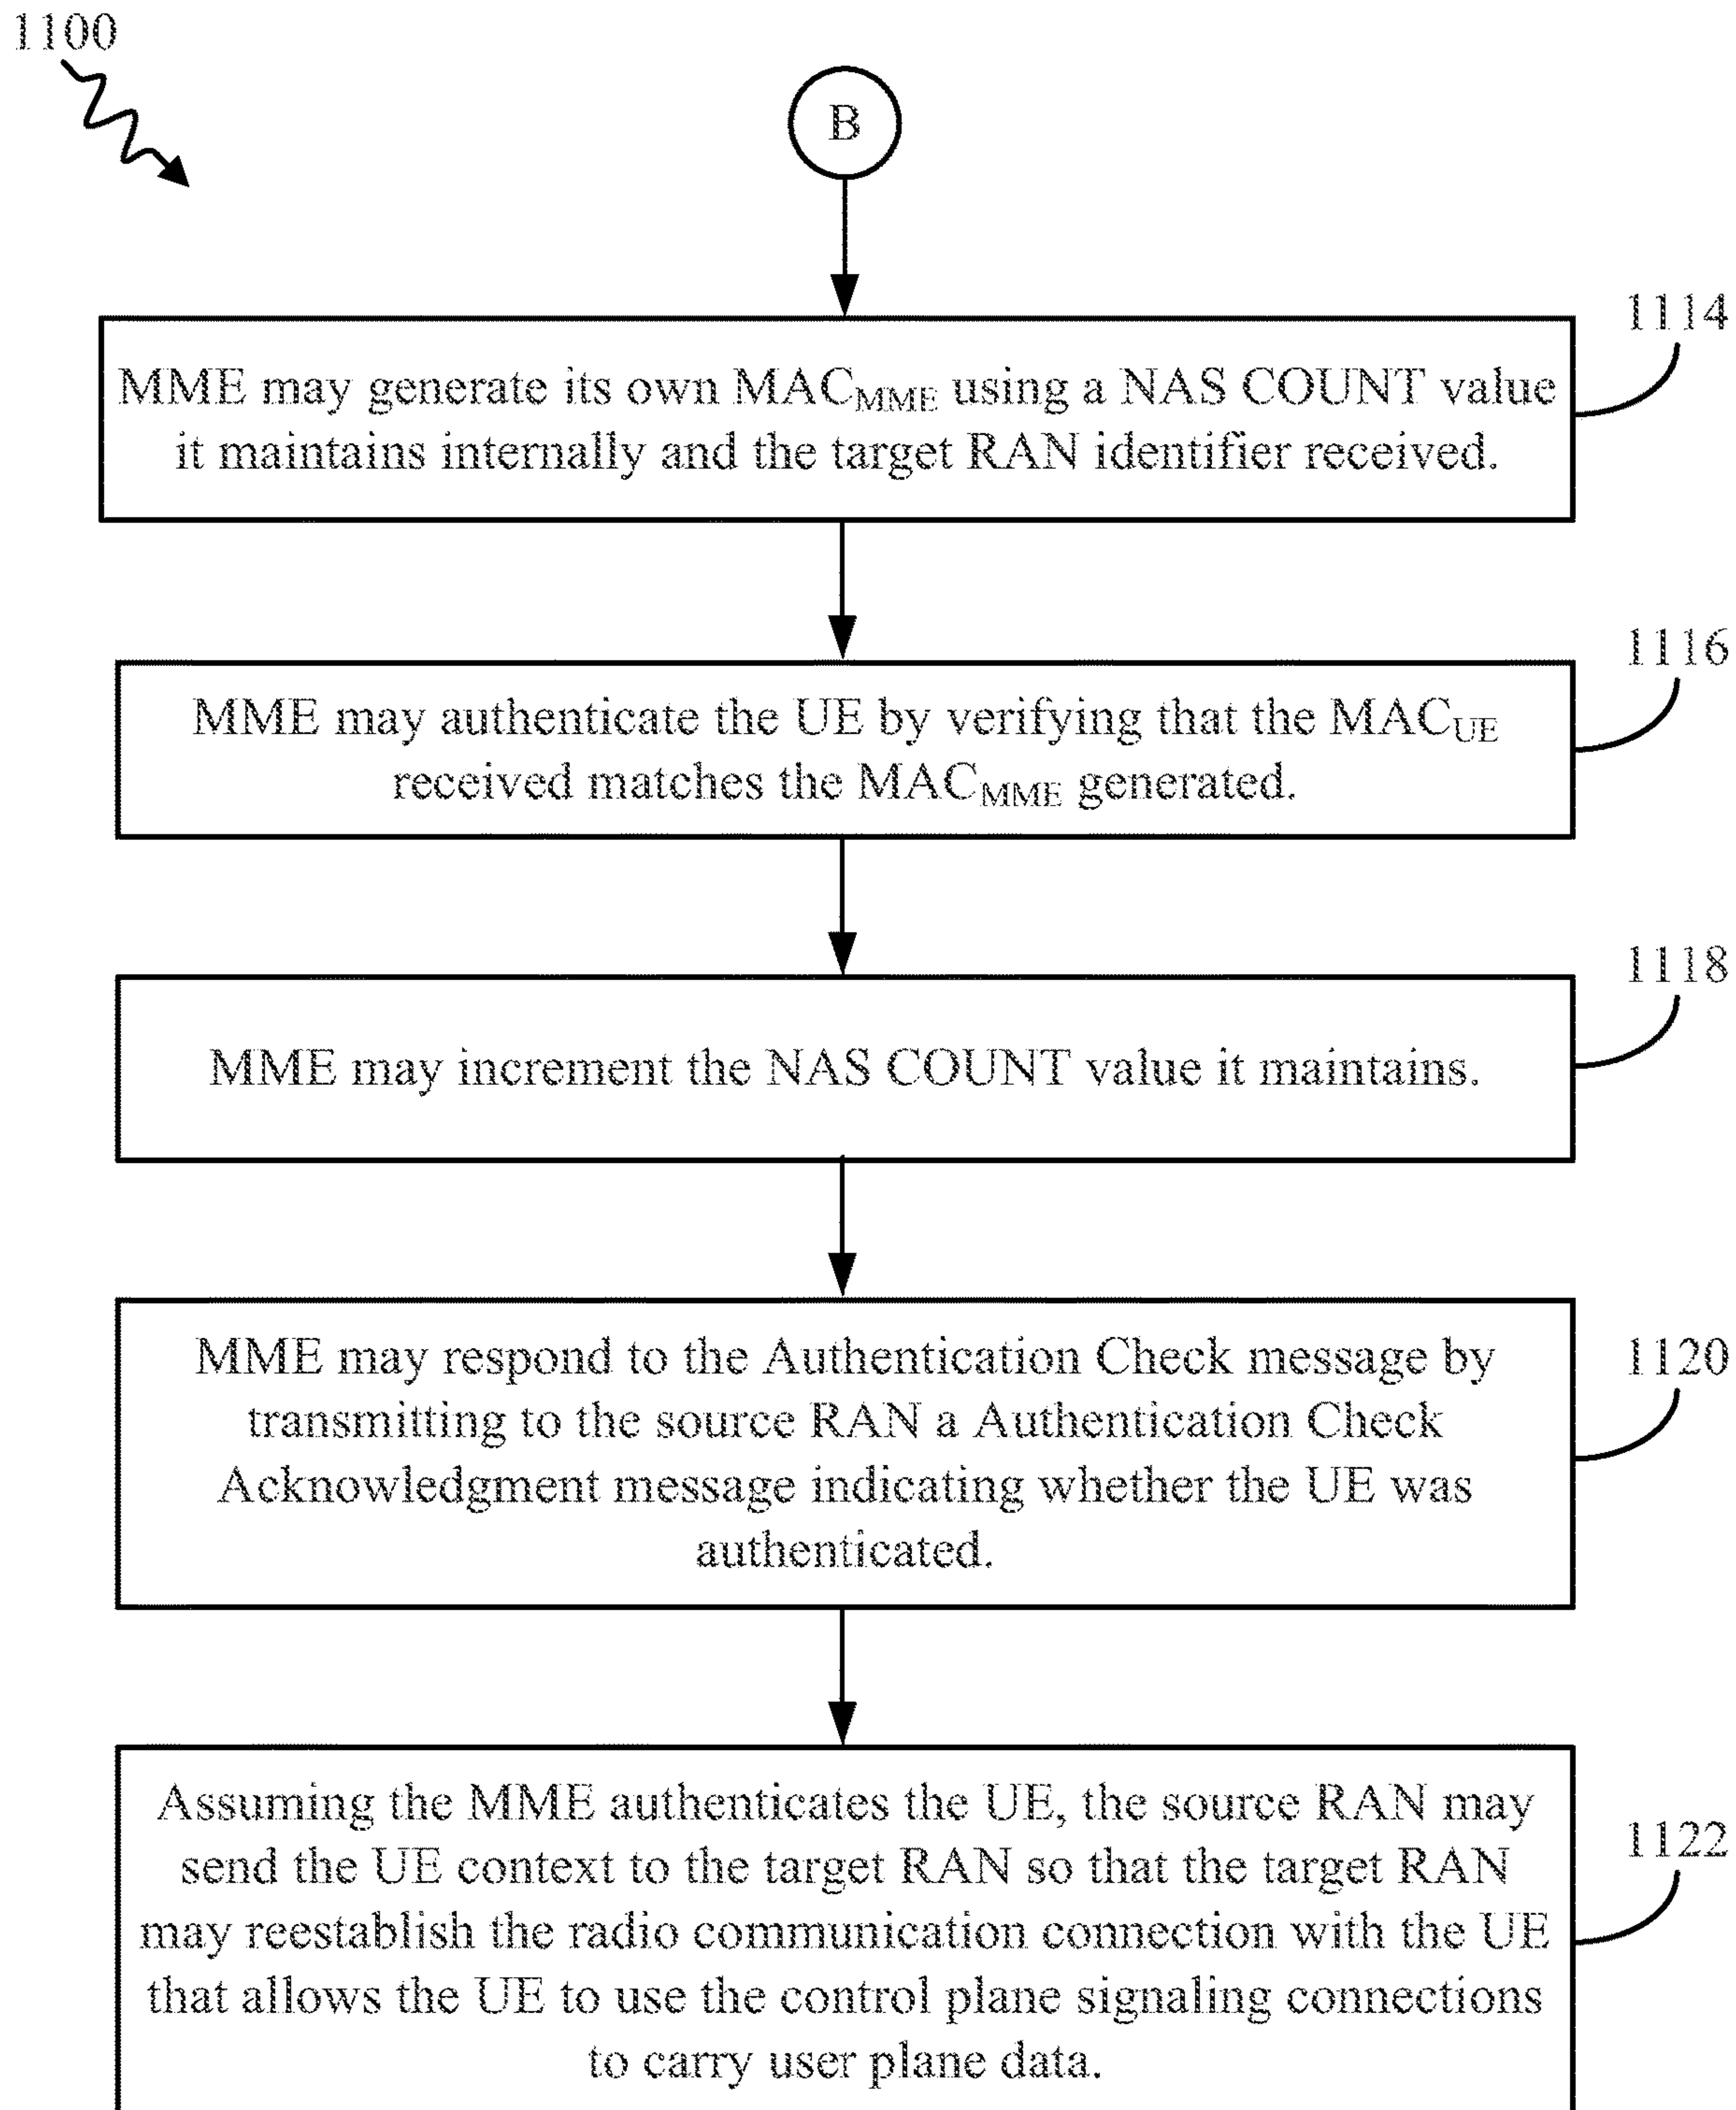 1100
B
1114
MME may generate its own MAC_MME using a NAS COUNT value
it maintains internally and the target RAN identifier received.
1116
MME may authenticate the UE by verifying that the MAC_UE
received matches the MAC_MME generated.
1118
MME may increment the NAS COUNT value it maintains.
MME may respond to the Authentication Check message by
1120
transmitting to the source RAN a Authentication Check
Acknowledgment message indicating whether the UE was
authenticated.
Assuming the MME authenticates the UE, the source RAN may
1122
send the UE context to the target RAN so that the target RAN
may reestablish the radio communication connection with the UE
that allows the UE to use the control plane signaling connections
to carry user plane data.